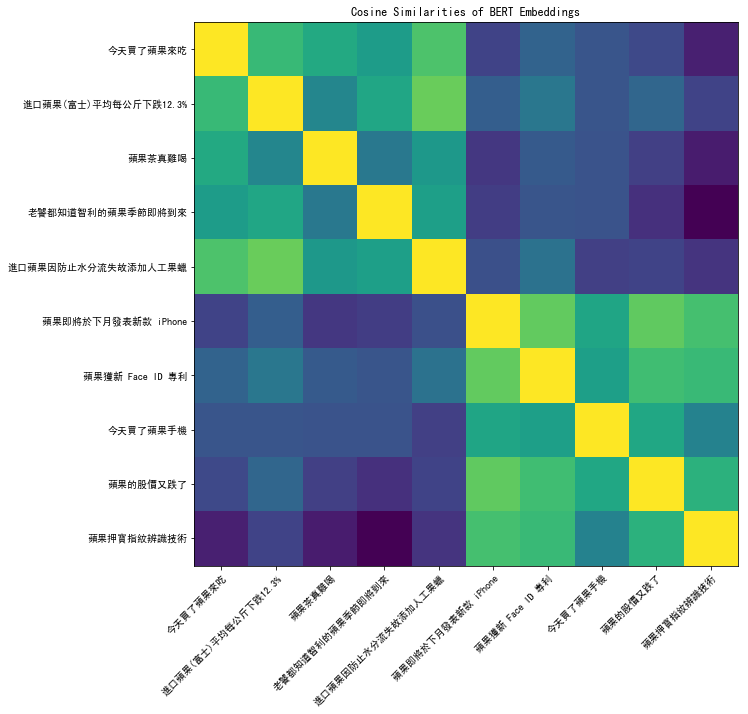 Cosine Similarities of BERT Embeddings
今天買了蘋果來吃
進口蘋果(富士)平均每公斤下跌12.3%
蘋果茶真難喝
老饕都知道智利的蘋果季節即將到來
進口蘋果因防止水分流失故添加人工果蠟
蘋果即將於下月發表新款 iPhone
蘋果獲新 Face ID 專利
今天買了蘋果手機
蘋果的股價又跌了
蘋果押寶指紋辨識技術
今天買了蘋果來吃
進口蘋果(富士)平均每公斤下跌12.3%
蘋果茶真難喝
老饕都知道智利的蘋果季節即將到來
進口蘋果因防止水分流失故添加人工果蠟
蘋果即將於下月發表新款 iPhone
蘋果獲新 Face ID 專利
今天買了蘋果手機
蘋果的股價又跌了
蘋果押寶指紋辨識技術